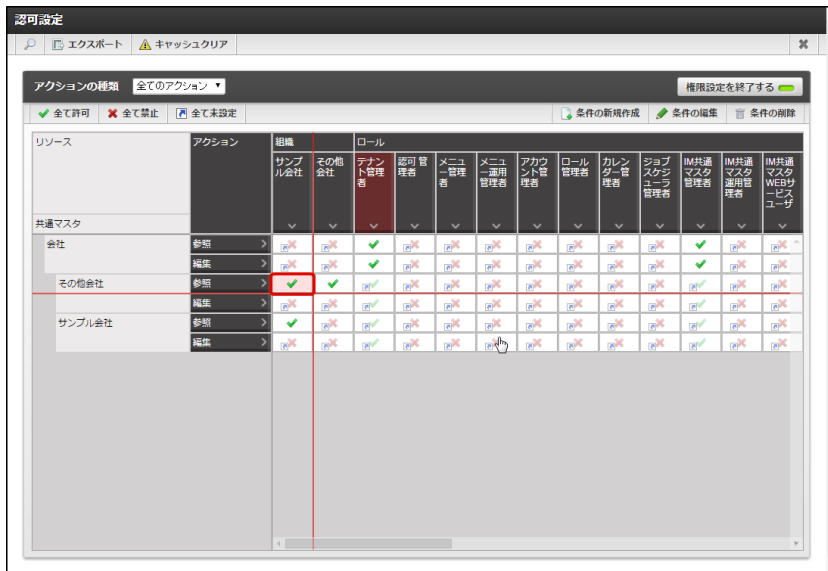 認可設定
エクスポート キャッシュクリア
アクションの種類 全てのアクション 権限設定を終了する
全て許可 全て禁止 全て未設定 条件の新規作成 条件の編集 条件の削除
リソース アクション 組織 ロール
サンプ
ル会社
その他
会社
テナン
ト管理
者
認可 管
理者
メニュ
ー管理
者
メニュ
ー運用
管理者
アカウ
ント管
理者
ロール
管理者
カレン
ダー管
理者
ジョブ
スケジ
ューラ
管理者
IM共通
マスタ
管理者
IM共通
マスタ
運用管
理者
IM共通
マスタ
WEBサ
ービス
ユーザ
共通マスタ
会社 参照
編集
その他会社 参照
編集
サンプル会社 参照
編集